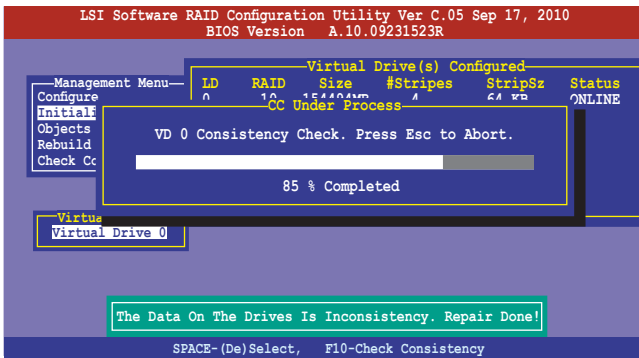 LSI Software RAID Configuration Utility Ver C.05 Sep 17, 2010
BIOS Version A.10.09231523R
Virtual Drive(s) Configured
LD RAID Size #Stripes StripSz Status
0 10 154494MB 4 64 KB ONLINE
Management Menu
Configure
Initiali
Objects
Rebuild
Check Co
CC Under Process
VD 0 Consistency Check. Press Esc to Abort.
85 % Completed
Virtua
Virtual Drive 0
The Data On The Drives Is Inconsistency. Repair Done!
SPACE-(De)Select, F10-Check Consistency